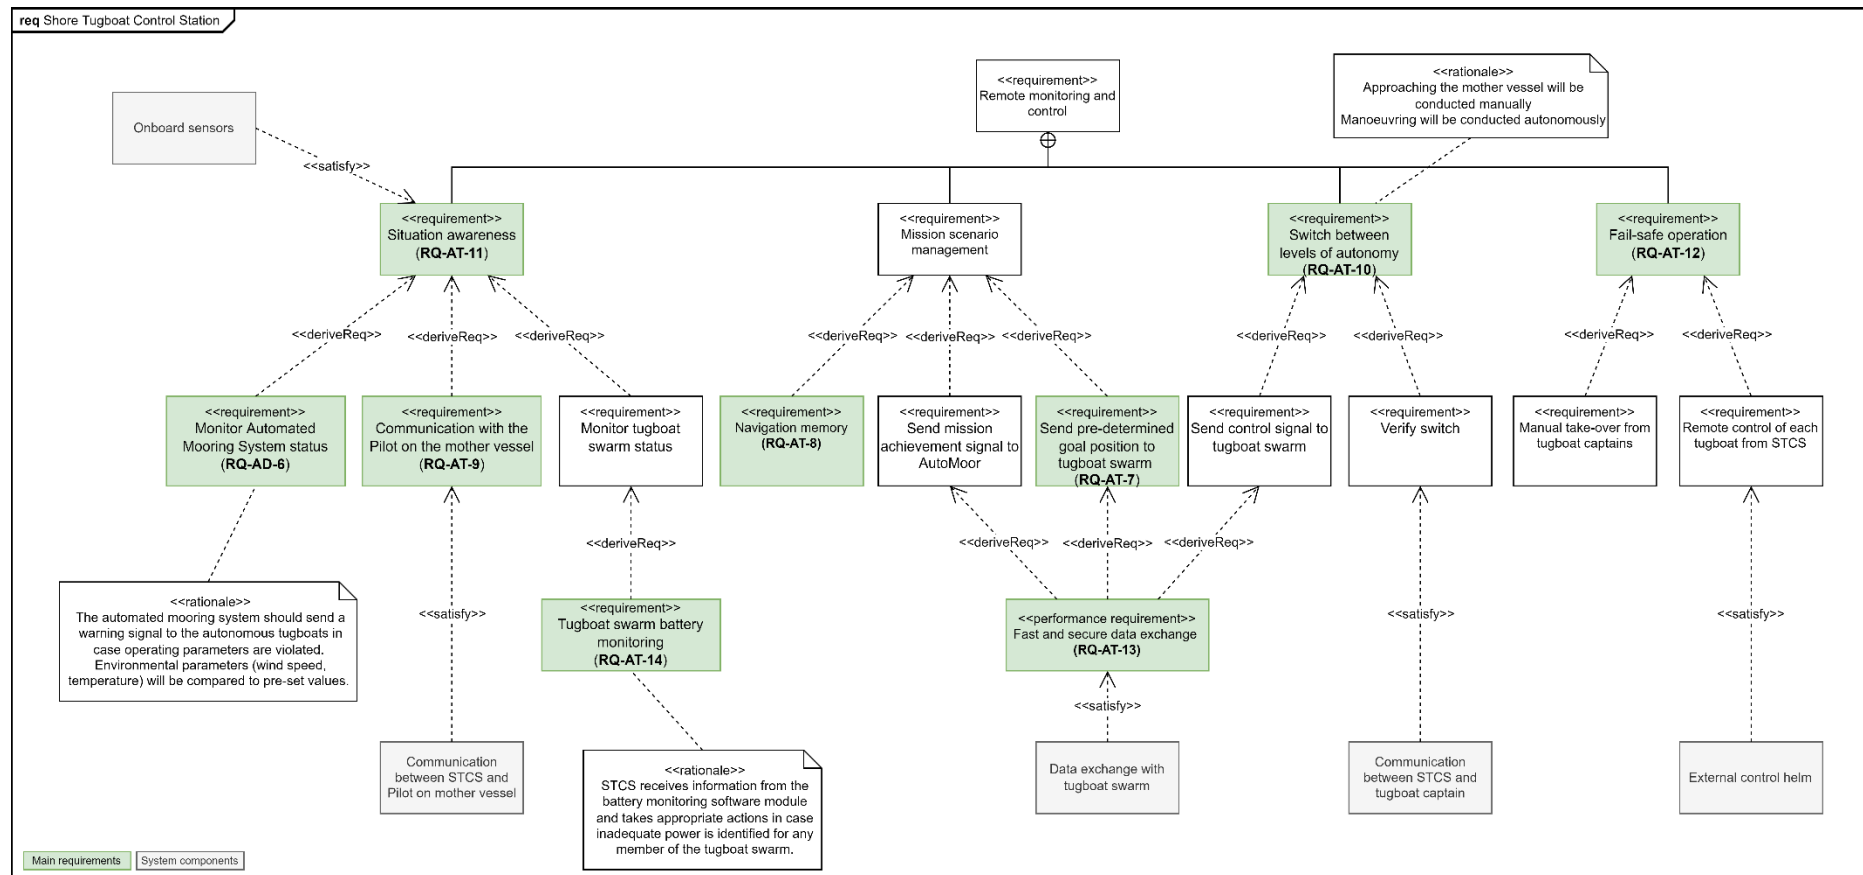 req Shore Tugboat Control Station
<<requirement>>
Remote monitoring and
control
<<rationale>>
Approaching the mother vessel will be
conducted manually
Manoeuvring will be conducted autonomously
Onboard sensors
<<satisfy>>
<<requirement>>
Situation awareness
(RQ-AT-11)
<<requirement>>
Mission scenario
management
<<requirement>>
Switch between
levels of autonomy
(RQ-AT-10)
<<requirement>>
Fail-safe operation
(RQ-AT-12)
<<deriveReq>>
<<deriveReq>>
<<deriveReq>>
<<deriveReq>>
<<deriveReq>>
<<deriveReq>>
<<deriveReq>>
<<deriveReq>>
<<deriveReq>>
<<deriveReq>>
<<requirement>>
Monitor Automated
Mooring System status
(RQ-AD-6)
<<requirement>>
Communication with the
Pilot on the mother vessel
(RQ-AT-9)
<<requirement>>
Monitor tugboat
swarm status
<<requirement>>
Navigation memory
(RQ-AT-8)
<<requirement>>
Send mission
achievement signal to
AutoMoor
<<requirement>>
Send pre-determined
goal position to
tugboat swarm
(RQ-AT-7)
<<requirement>>
Send control signal to
tugboat swarm
<<requirement>>
Verify switch
<<requirement>>
Manual take-over from
tugboat captains
<<requirement>>
Remote control of each
tugboat from STCS
<<deriveReq>>
<<deriveReq>>
<<deriveReq>>
<<deriveReq>>
<<rationale>>
The automated mooring system should send a
warning signal to the autonomous tugboats in
case operating parameters are violated.
Environmental parameters (wind speed,
temperature) will be compared to pre-set values.
<<satisfy>>
<<requirement>>
Tugboat swarm battery
monitoring
(RQ-AT-14)
<<performance requirement>>
Fast and secure data exchange
(RQ-AT-13)
<<satisfy>>
<<satisfy>>
<<satisfy>>
Communication
between STCS and
Pilot on mother vessel
<<rationale>>
STCS receives information from the
battery monitoring software module
and takes appropriate actions in case
inadequate power is identified for any
member of the tugboat swarm.
Data exchange with
tugboat swarm
Communication
between STCS and
tugboat captain
External control helm
Main requirements
System components